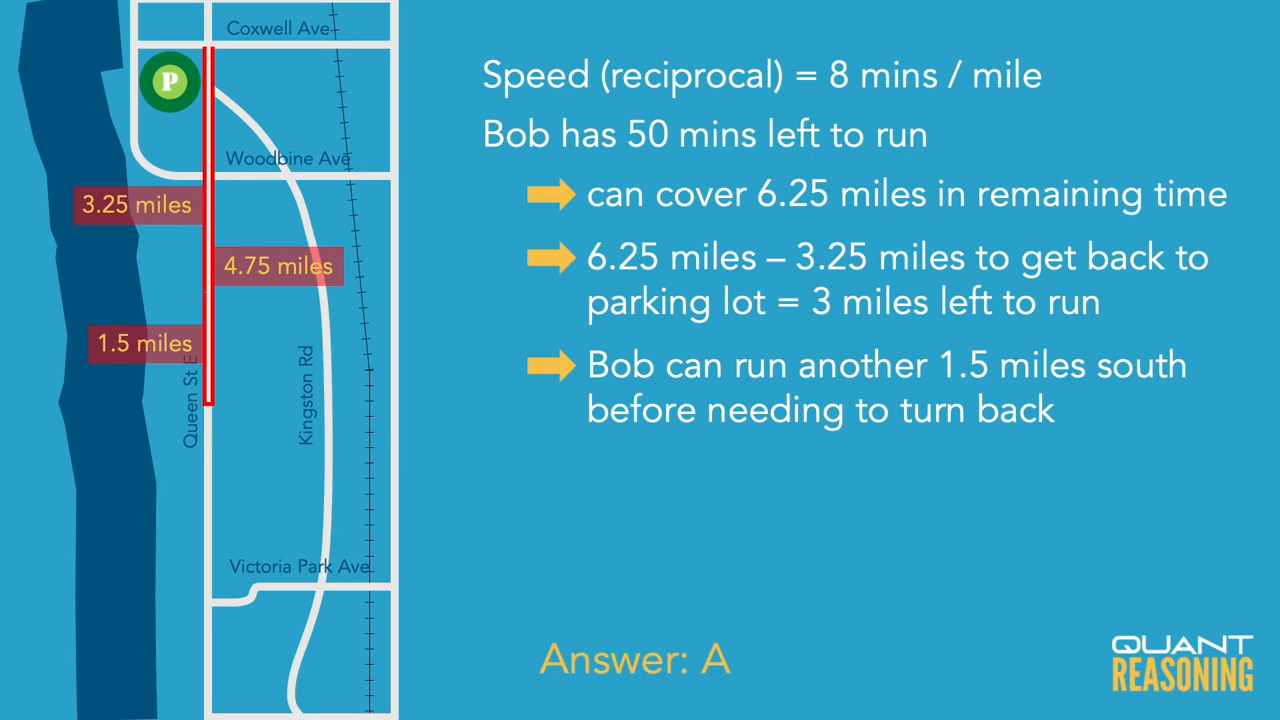 Coxwell Ave
P
Woodbine Ave
3.25 miles
4.75 miles
1.5 miles
Queen St E
Kingston Rd
Victoria Park Ave
Speed (reciprocal) = 8 mins / mile
Bob has 50 mins left to run
can cover 6.25 miles in remaining time
6.25 miles – 3.25 miles to get back to
parking lot = 3 miles left to run
Bob can run another 1.5 miles south
before needing to turn back
Answer: A
QUANT
REASONING